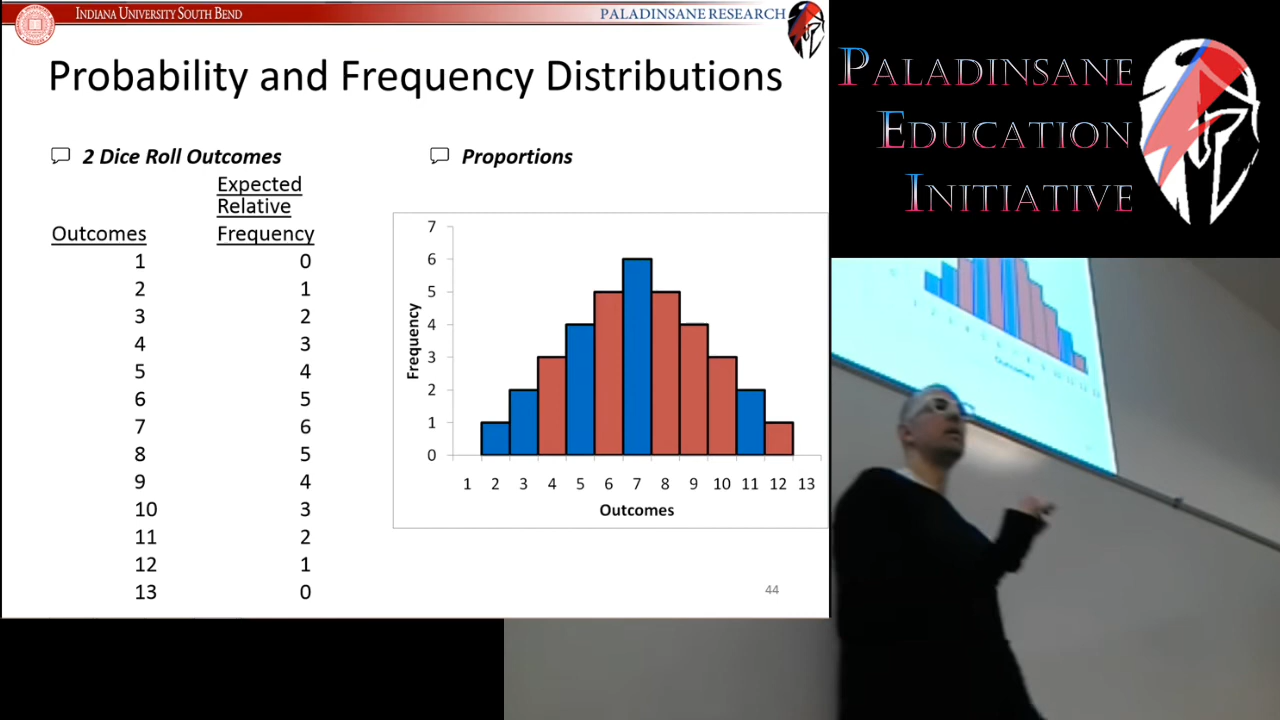 INDIANA UNIVERSITY SOUTH BEND
PALADINSANE RESEARCH
Probability and Frequency Distributions
2 Dice Roll Outcomes
Expected
Relative
Outcomes Frequency
1 0
2 1
3 2
4 3
5 4
6 5
7 6
8 5
9 4
10 3
11 2
12 1
13 0
Proportions
7
6
5
4
3
2
1
0
Frequency
1 2 3 4 5 6 7 8 9 10 11 12 13
Outcomes
44
PALADINSANE
EDUCATION
INITIATIVE